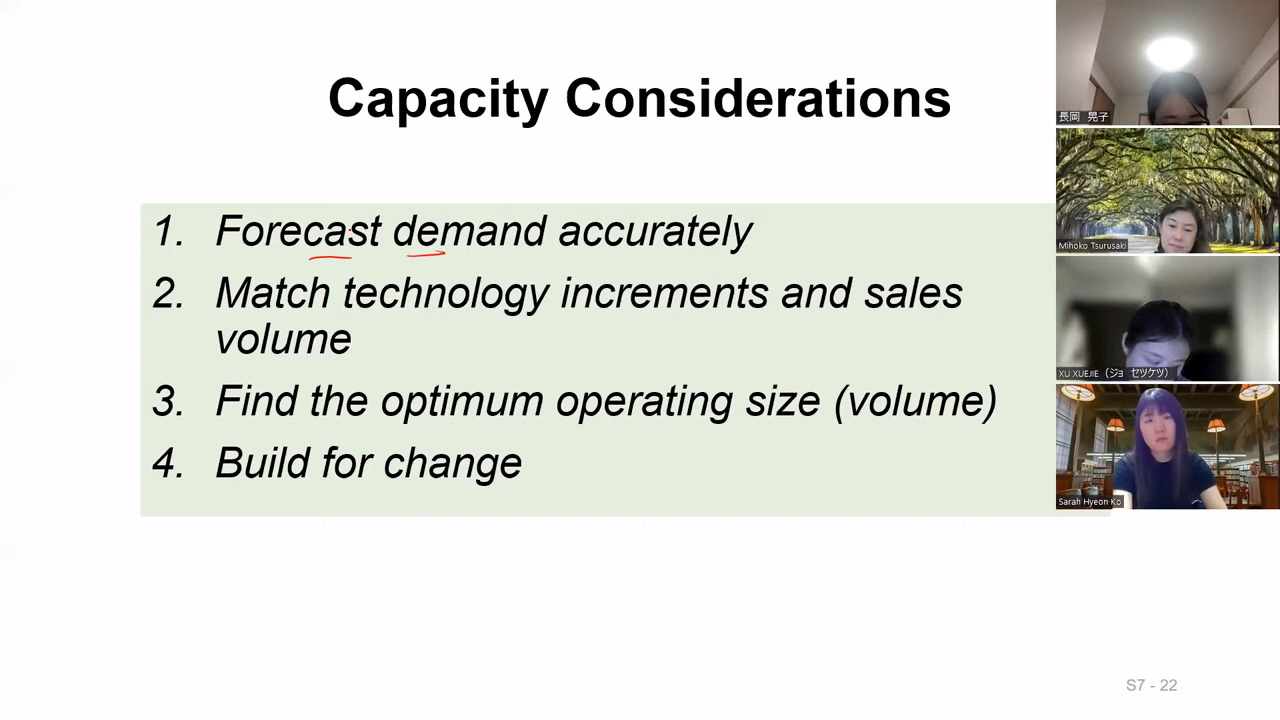 Capacity Considerations
1. Forecast demand accurately
2. Match technology increments and sales
volume
3. Find the optimum operating size (volume)
4. Build for change
S7 - 22
長岡 晃子
Mihoko Tsurusaki
XU XUEJIE（ジョ セツケツ）
Sarah Hyeon Ko